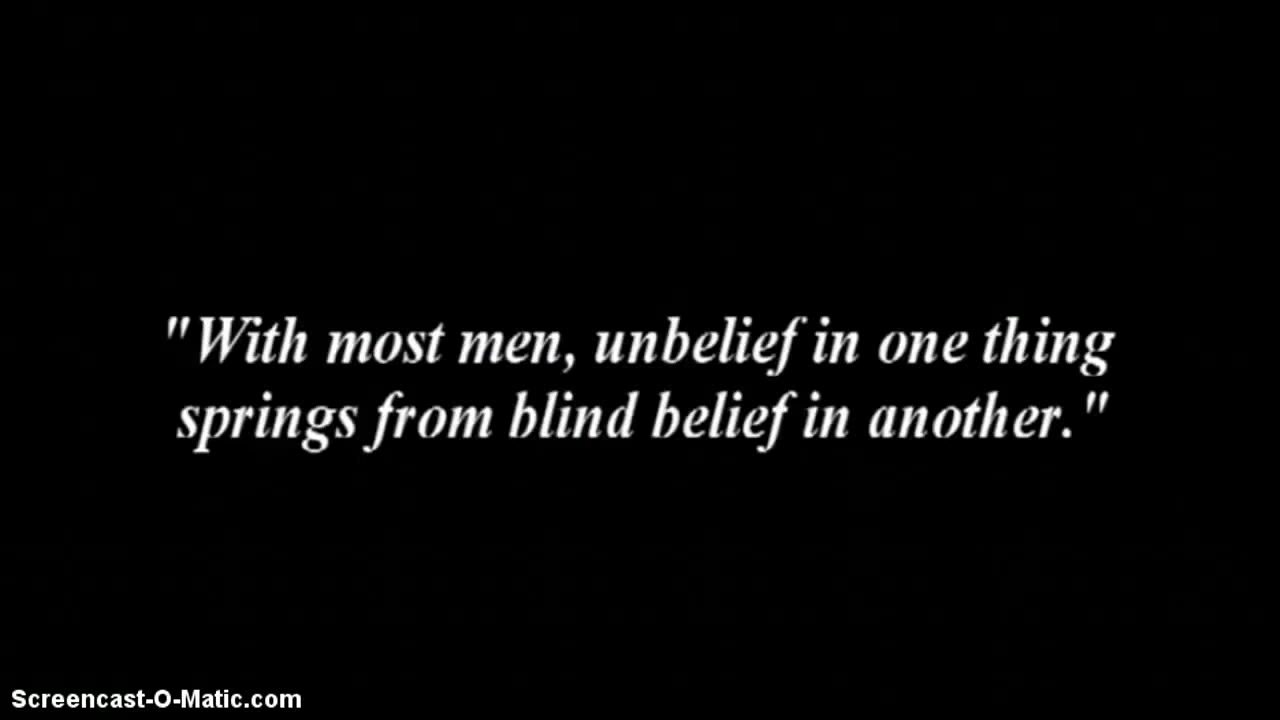 "With most men, unbelief in one thing
springs from blind belief in another."
Screencast-O-Matic.com